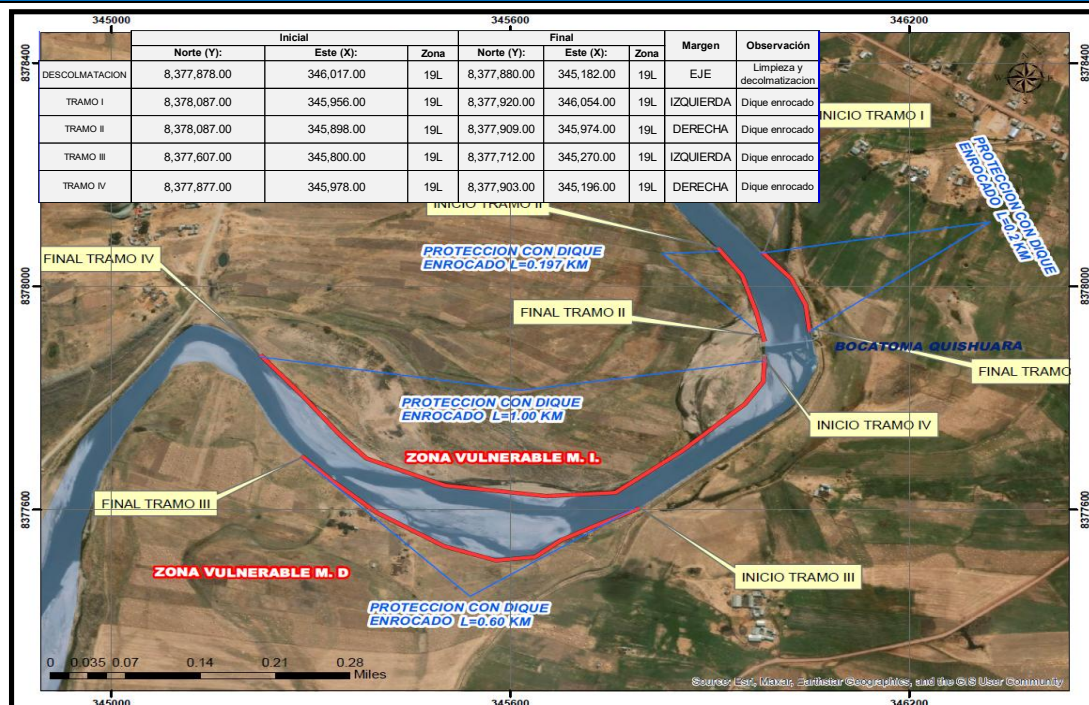 345000 345600 346200
Inicial Final Margen Observación
Norte (Y): Este (X): Zona Norte (Y): Este (X): Zona
DESCOLMATACION 8,377,878.00 346,017.00 19L 8,377,880.00 345,182.00 19L EJE Limpieza y decolmatizacion
TRAMO I 8,378,087.00 345,956.00 19L 8,377,920.00 346,054.00 19L IZQUIERDA Dique enrocado
TRAMO II 8,378,087.00 345,898.00 19L 8,377,909.00 345,974.00 19L DERECHA Dique enrocado
TRAMO III 8,377,607.00 345,800.00 19L 8,377,712.00 345,270.00 19L IZQUIERDA Dique enrocado
TRAMO IV 8,377,877.00 345,978.00 19L 8,377,903.00 345,196.00 19L DERECHA Dique enrocado
8378400 8378400
INICIO TRAMO I
INICIO TRAMO II
PROTECCION CON DIQUE
ENROCADO L=0.2 KM
PROTECCION CON DIQUE
ENROCADO L=0.197 KM
FINAL TRAMO IV
8378000 8378000
FINAL TRAMO II
BOCATOMA QUISHUARA
FINAL TRAMO
PROTECCION CON DIQUE
ENROCADO L=1.00 KM
INICIO TRAMO IV
ZONA VULNERABLE M. I.
FINAL TRAMO III
8377600 8377600
ZONA VULNERABLE M. D
INICIO TRAMO III
PROTECCION CON DIQUE
ENROCADO L=0.60 KM
0 0.035 0.07 0.14 0.21 0.28
Miles
Source: Esri, Maxar, Earthstar Geographics, and the GIS User Community
345000 345600 346200